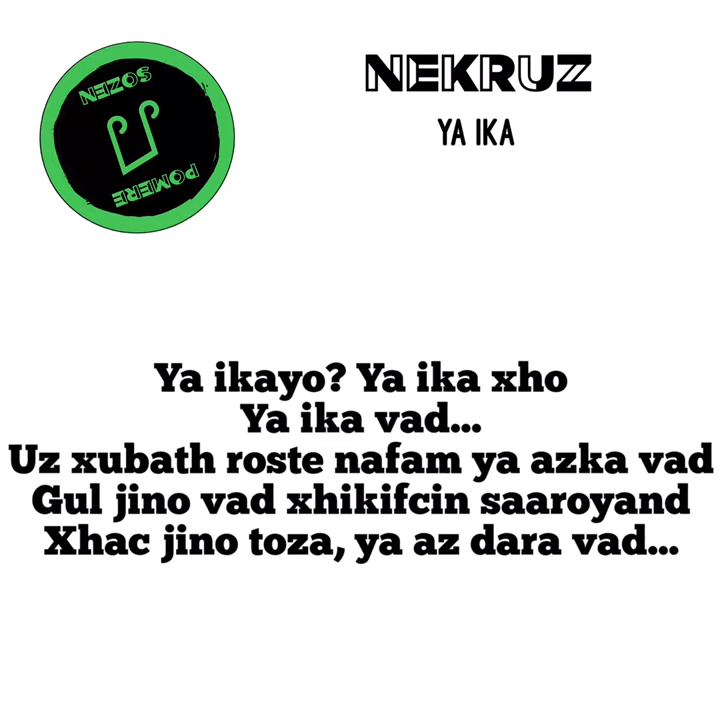 NEZOS
POMERE
NEKRUZ
YA IKA
Ya ikayo? Ya ika xho
Ya ika vad...
Uz xubath roste nafam ya azka vad
Gul jino vad xhikifcin saaroyand
Xhac jino toza, ya az dara vad...